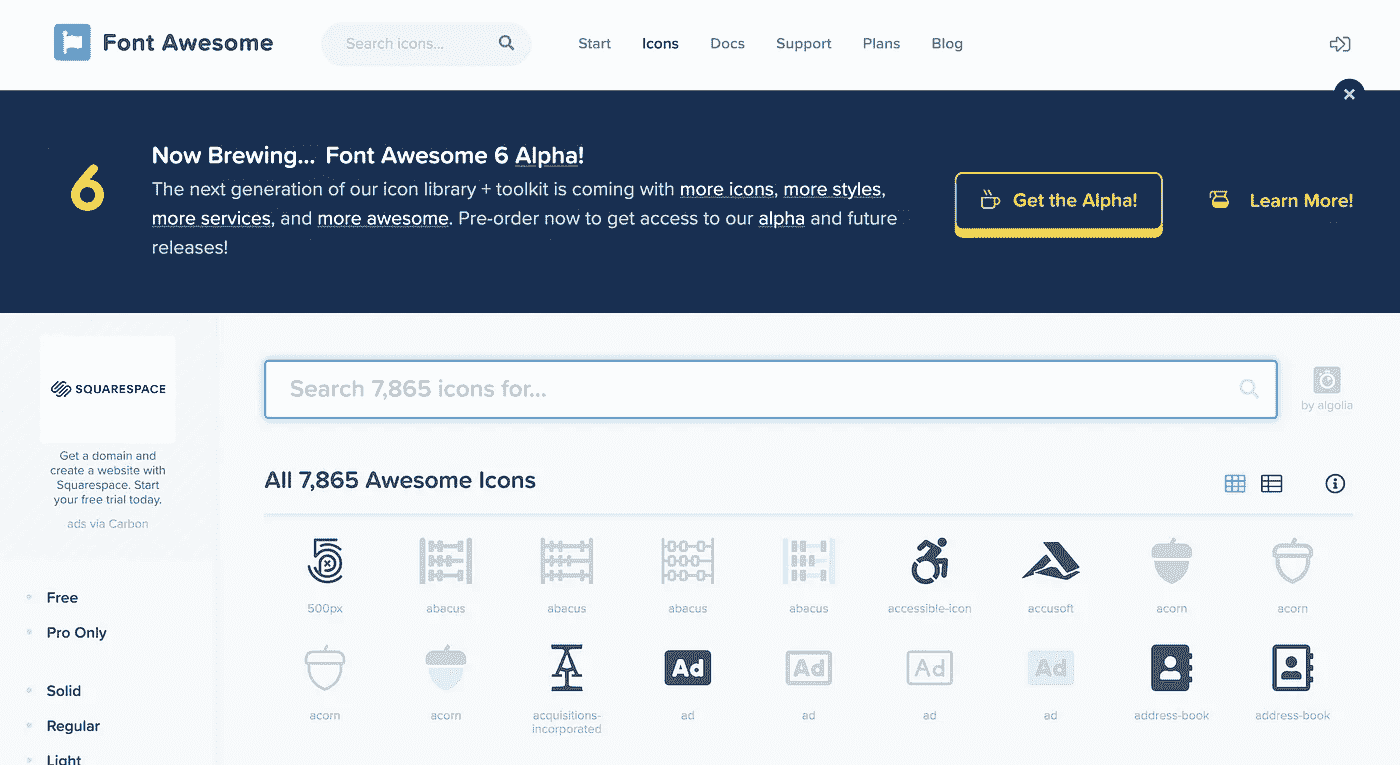 Font Awesome
Search icons...
Start
Icons
Docs
Support
Plans
Blog
6
Now Brewing... Font Awesome 6 Alpha!
The next generation of our icon library + toolkit is coming with more icons, more styles,
more services, and more awesome. Pre-order now to get access to our alpha and future
releases!
Get the Alpha!
Learn More!
SQUARESPACE
Get a domain and
create a website with
Squarespace. Start
your free trial today.
ads via Carbon
Free
Pro Only
Solid
Regular
Light
Search 7,865 icons for...
by algolia
All 7,865 Awesome Icons
5
500px
abacus
abacus
abacus
abacus
accessible-icon
accusoft
acorn
acorn
Ad
Ad
Ad
Ad
acorn
acorn
acquisitions-
incorporated
ad
ad
ad
ad
address-book
address-book